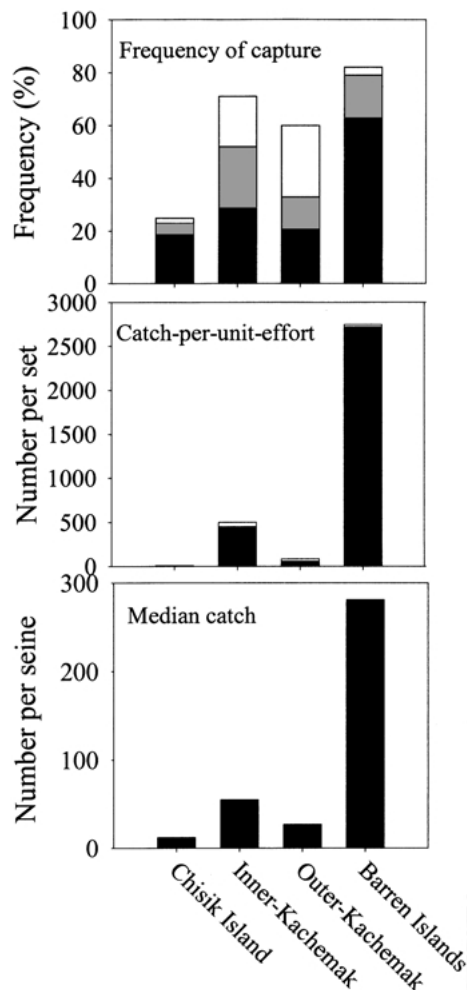 100
Frequency of capture
80
60
40
20
0
Frequency (%)
3000
Catch-per-unit-effort
2500
2000
1500
1000
500
0
Number per set
300
Median catch
200
100
0
Number per seine
Chisik Island
Inner-Kachemak
Outer-Kachemak
Barren Islands